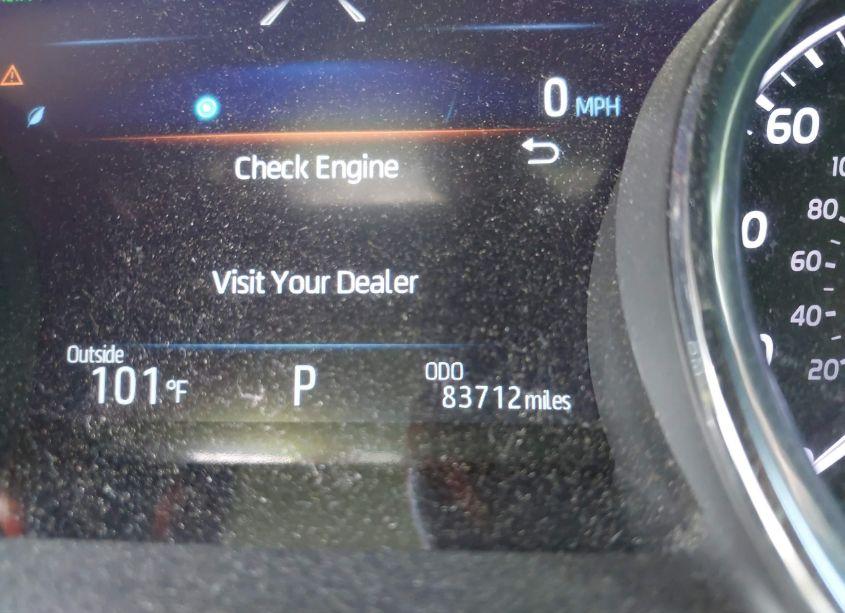 0 MPH
Check Engine
Visit Your Dealer
Outside
101°F
P
ODO
83712 miles
60
80
60
40
20